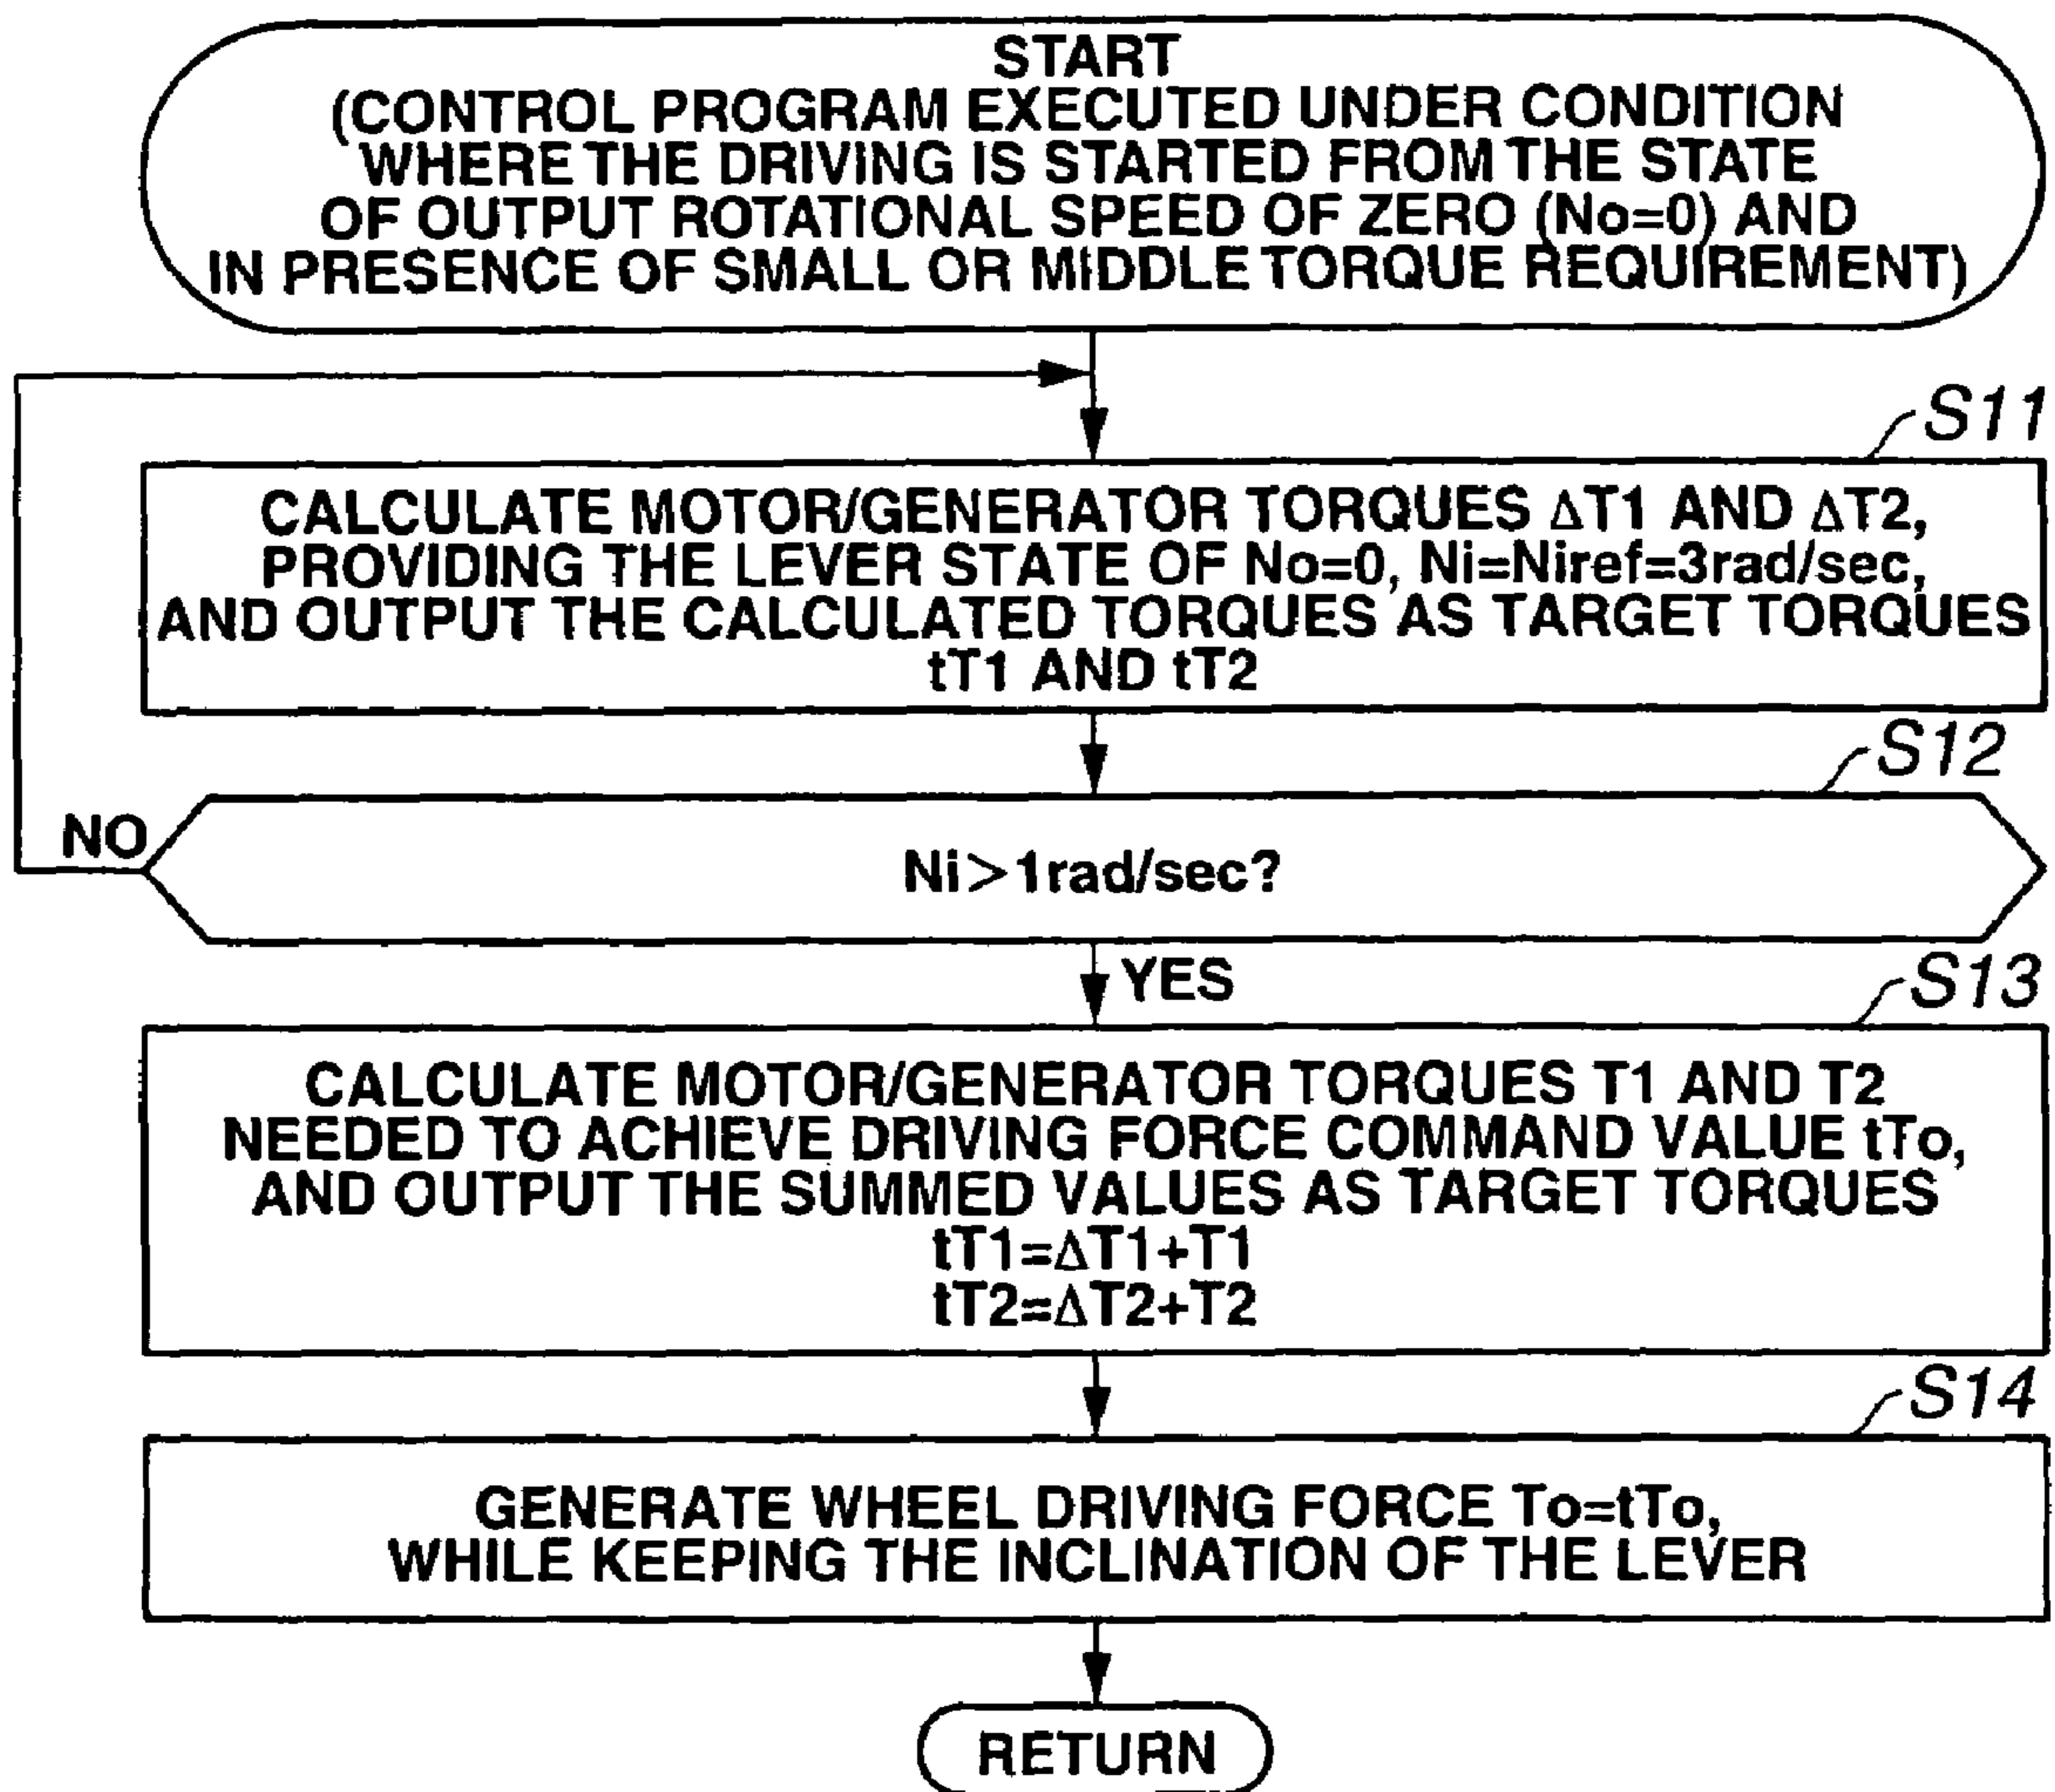 START
(CONTROL PROGRAM EXECUTED UNDER CONDITION
WHERE THE DRIVING IS STARTED FROM THE STATE
OF OUTPUT ROTATIONAL SPEED OF ZERO (No=0) AND
IN PRESENCE OF SMALL OR MIDDLE TORQUE REQUIREMENT)
S11
CALCULATE MOTOR/GENERATOR TORQUES ΔT1 AND ΔT2,
PROVIDING THE LEVER STATE OF No=0, Ni=Niref=3rad/sec,
AND OUTPUT THE CALCULATED TORQUES AS TARGET TORQUES
tT1 AND tT2
S12
NO
Ni>1rad/sec?
YES
S13
CALCULATE MOTOR/GENERATOR TORQUES T1 AND T2
NEEDED TO ACHIEVE DRIVING FORCE COMMAND VALUE tTo,
AND OUTPUT THE SUMMED VALUES AS TARGET TORQUES
tT1=ΔT1+T1
tT2=ΔT2+T2
S14
GENERATE WHEEL DRIVING FORCE To=tTo,
WHILE KEEPING THE INCLINATION OF THE LEVER
RETURN